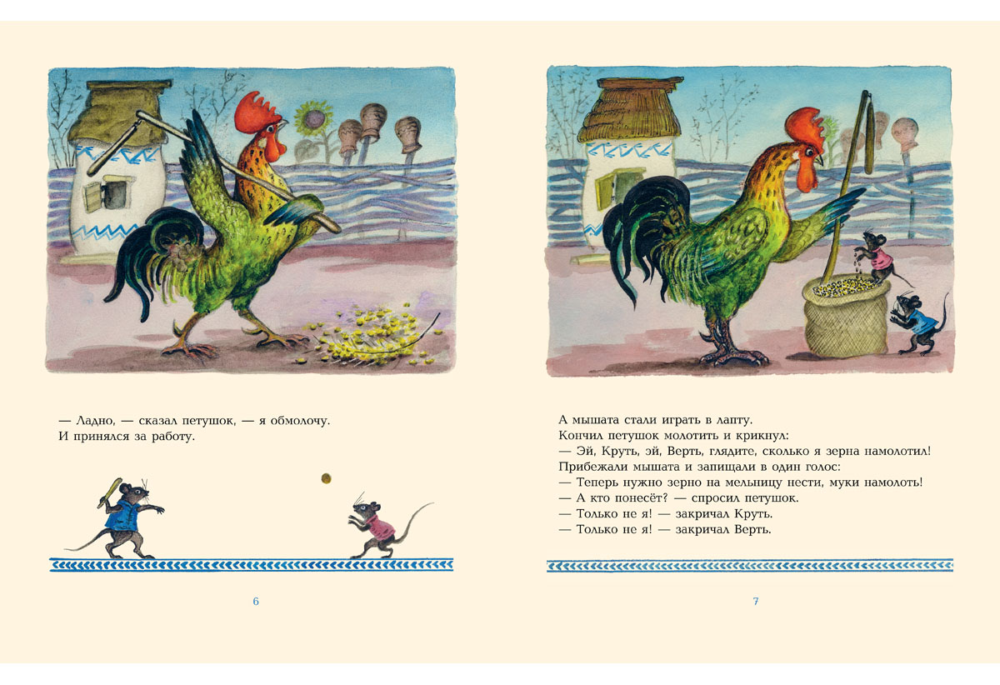 — Ладно, — сказал петушок, — я обмолочу.
И принялся за работу.
6
А мышата стали играть в лапту.
Кончил петушок молотить и крикнул:
— Эй, Круть, эй, Верть, глядите, сколько я зерна намолотил!
Прибежали мышата и запищали в один голос:
— Теперь нужно зерно на мельницу нести, муки намолоть!
— А кто понесёт? — спросил петушок.
— Только не я! — закричал Круть.
— Только не я! — закричал Верть.
7